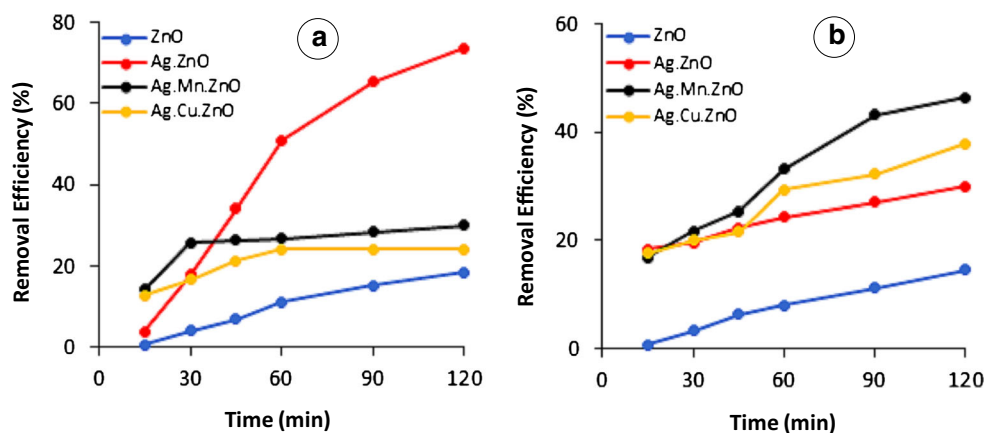 a
ZnO
Ag.ZnO
Ag.Mn.ZnO
Ag.Cu.ZnO
Removal Efficiency (%)
80
60
40
20
0
0 30 60 90 120
Time (min)
b
ZnO
Ag.ZnO
Ag.Mn.ZnO
Ag.Cu.ZnO
Removal Efficiency (%)
60
40
20
0
0 30 60 90 120
Time (min)